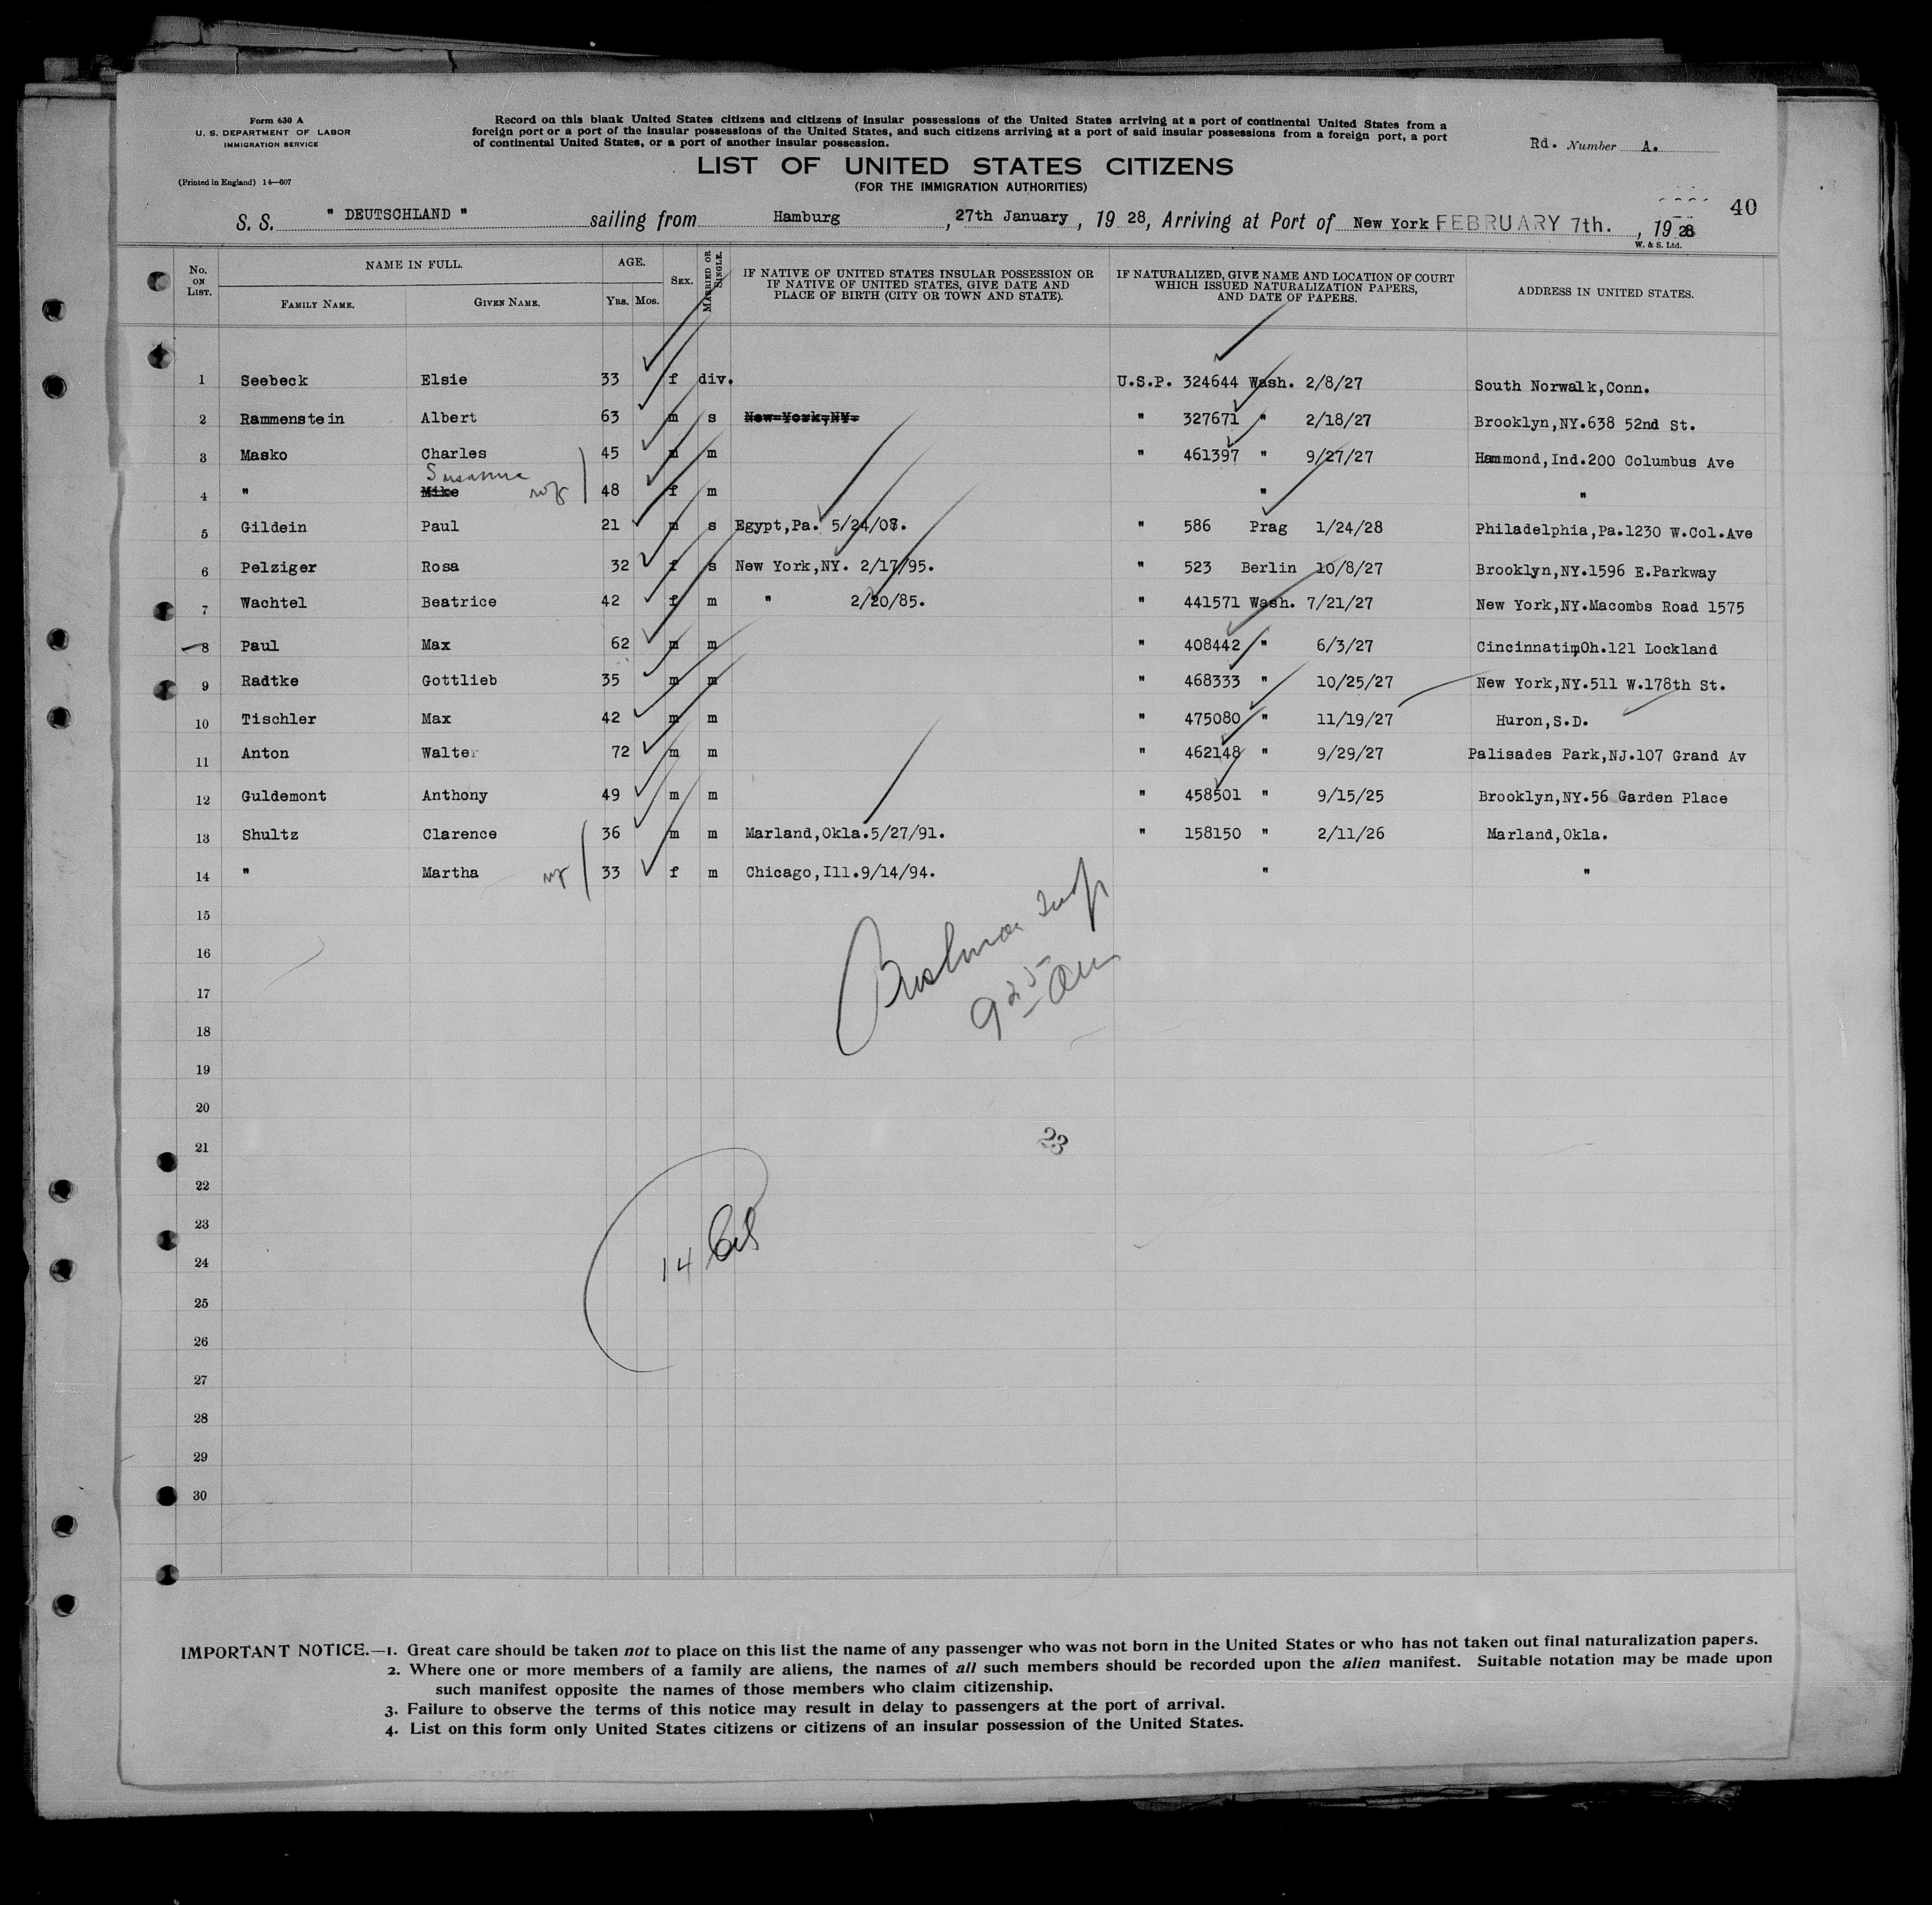 Form 630 A
U. S. DEPARTMENT OF LABOR
IMMIGRATION SERVICE
(Printed in England) 14—607
Record on this blank United States citizens and citizens of insular possessions of the United States arriving at a port of continental United States from a
foreign port or a port of the insular possessions of the United States, and such citizens arriving at a port of said insular possessions from a foreign port, a port
of continental United States, or a port of another insular possession.
Rd. Number A.
LIST OF UNITED STATES CITIZENS
(FOR THE IMMIGRATION AUTHORITIES)
40
S. S. " DEUTSCHLAND " sailing from Hamburg, 27th January, 19 28, Arriving at Port of New York FEBRUARY 7th., 19 28
W. & S. Ltd.
No. ON LIST. NAME IN FULL. AGE. SEX. MARRIED OR SINGLE. IF NATIVE OF UNITED STATES INSULAR POSSESSION OR IF NATIVE OF UNITED STATES, GIVE DATE AND PLACE OF BIRTH (CITY OR TOWN AND STATE). IF NATURALIZED, GIVE NAME AND LOCATION OF COURT WHICH ISSUED NATURALIZATION PAPERS, AND DATE OF PAPERS. ADDRESS IN UNITED STATES.
FAMILY NAME. GIVEN NAME. YRS. MOS.
1 Seebeck Elsie 33 f div. U.S.P. 324644 Wash. 2/8/27 South Norwalk,Conn.
2 Rammenstein Albert 63 m s New York,NY. " 327671 " 2/18/27 Brooklyn,NY.638 52nd St.
3 Masko Charles 45 m m " 461397 " 9/27/27 Hammond,Ind.200 Columbus Ave
Susanna
4 " Mike wf 48 f m " "
5 Gildein Paul 21 m s Egypt,Pa. 5/24/08. " 586 Prag 1/24/28 Philadelphia,Pa.1230 W.Col.Ave
6 Pelziger Rosa 32 f s New York,NY. 2/17/95. " 523 Berlin 10/8/27 Brooklyn,NY.1596 E.Parkway
7 Wachtel Beatrice 42 f m " 2/20/85. " 441571 Wash. 7/21/27 New York,NY.Macombs Road 1575
8 Paul Max 62 m m " 408442 " 6/3/27 Cincinnati,Oh.121 Lockland
9 Radtke Gottlieb 35 m m " 468333 " 10/25/27 New York,NY.511 W.178th St.
10 Tischler Max 42 m m " 475080 " 11/19/27 Huron,S.D.
11 Anton Walter 72 m m " 462148 " 9/29/27 Palisades Park,NJ.107 Grand Av
12 Guldemont Anthony 49 m m " 458501 " 9/15/25 Brooklyn,NY.56 Garden Place
13 Shultz Clarence 36 m m Marland,Okla.5/27/91. " 158150 " 2/11/26 Marland,Okla.
14 " Martha wf 33 f m Chicago,Ill.9/14/94. " "
15
16
17
925 am
18
19
20
21
23
22
23
24
14
25
26
27
28
29
30
IMPORTANT NOTICE.—1. Great care should be taken not to place on this list the name of any passenger who was not born in the United States or who has not taken out final naturalization papers.
2. Where one or more members of a family are aliens, the names of all such members should be recorded upon the alien manifest. Suitable notation may be made upon
such manifest opposite the names of those members who claim citizenship.
3. Failure to observe the terms of this notice may result in delay to passengers at the port of arrival.
4. List on this form only United States citizens or citizens of an insular possession of the United States.